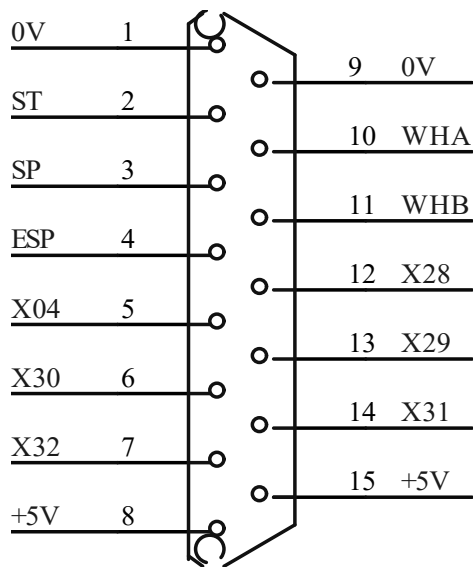 0V 1
9 0V
ST 2
10 WHA
SP 3
11 WHB
ESP 4
12 X28
X04 5
13 X29
X30 6
14 X31
X32 7
15 +5V
+5V 8